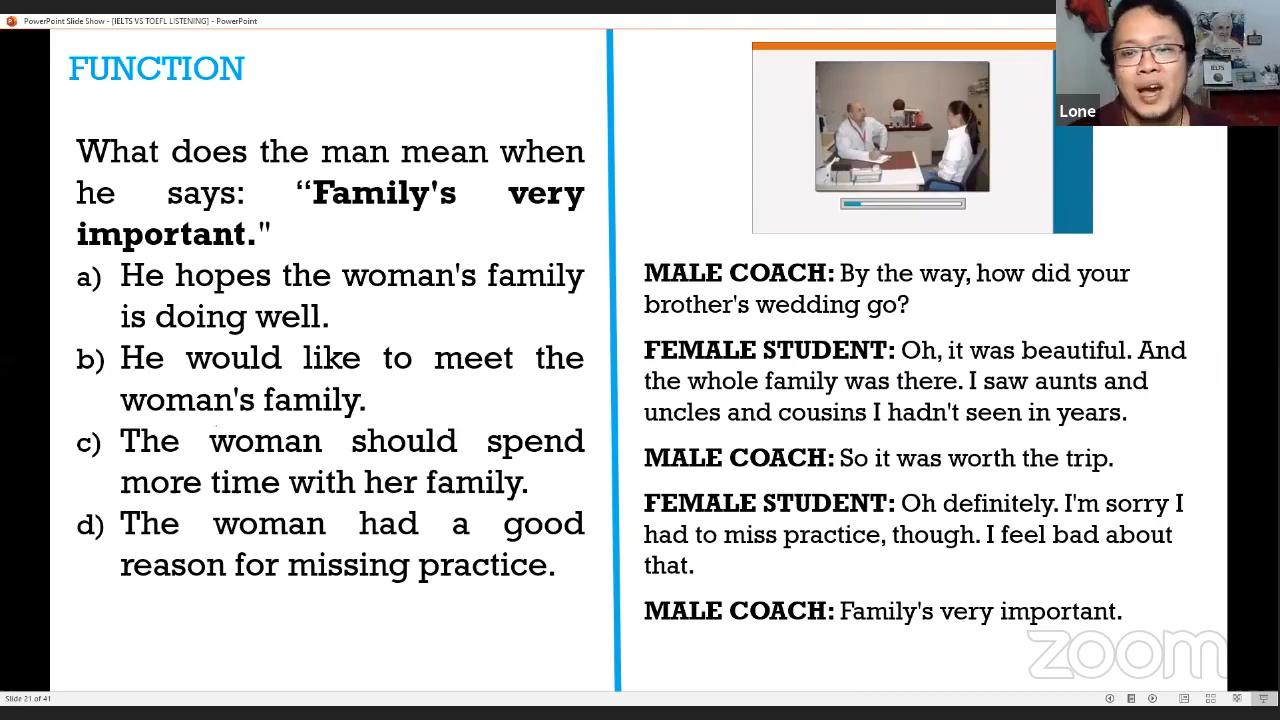 PowerPoint Slide Show - [IELTS VS TOEFL LISTENING] - PowerPoint
FUNCTION
What does the man mean when
he says: “Family's very
important."
a) He hopes the woman's family
is doing well.
b) He would like to meet the
woman's family.
c) The woman should spend
more time with her family.
d) The woman had a good
reason for missing practice.
IELTS
Lone
MALE COACH: By the way, how did your
brother's wedding go?
FEMALE STUDENT: Oh, it was beautiful. And
the whole family was there. I saw aunts and
uncles and cousins I hadn't seen in years.
MALE COACH: So it was worth the trip.
FEMALE STUDENT: Oh definitely. I'm sorry I
had to miss practice, though. I feel bad about
that.
MALE COACH: Family's very important.
zoom
Slide 21 of 41